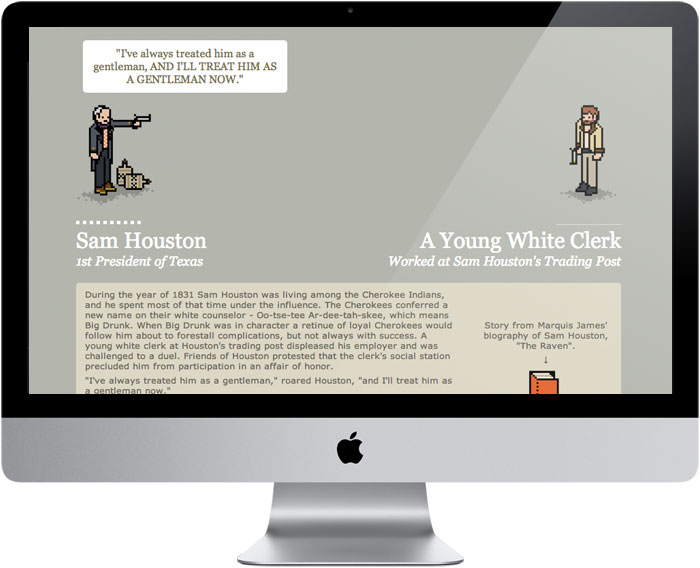 "I've always treated him as a
gentleman, AND I'LL TREAT HIM AS
A GENTLEMAN NOW."
Sam Houston
1st President of Texas
A Young White Clerk
Worked at Sam Houston's Trading Post
During the year of 1831 Sam Houston was living among the Cherokee Indians,
and he spent most of that time under the influence. The Cherokees conferred a
new name on their white counselor - Oo-tse-tee Ar-dee-tah-skee, which means
Big Drunk. When Big Drunk was in character a retinue of loyal Cherokees would
follow him about to forestall complications, but not always with success. A
young white clerk at Houston's trading post displeased his employer and was
challenged to a duel. Friends of Houston protested that the clerk's social station
precluded him from participation in an affair of honor.
"I've always treated him as a gentleman," roared Houston, "and I'll treat him as
a gentleman now."
Story from Marquis James'
biography of Sam Houston,
"The Raven".
↓